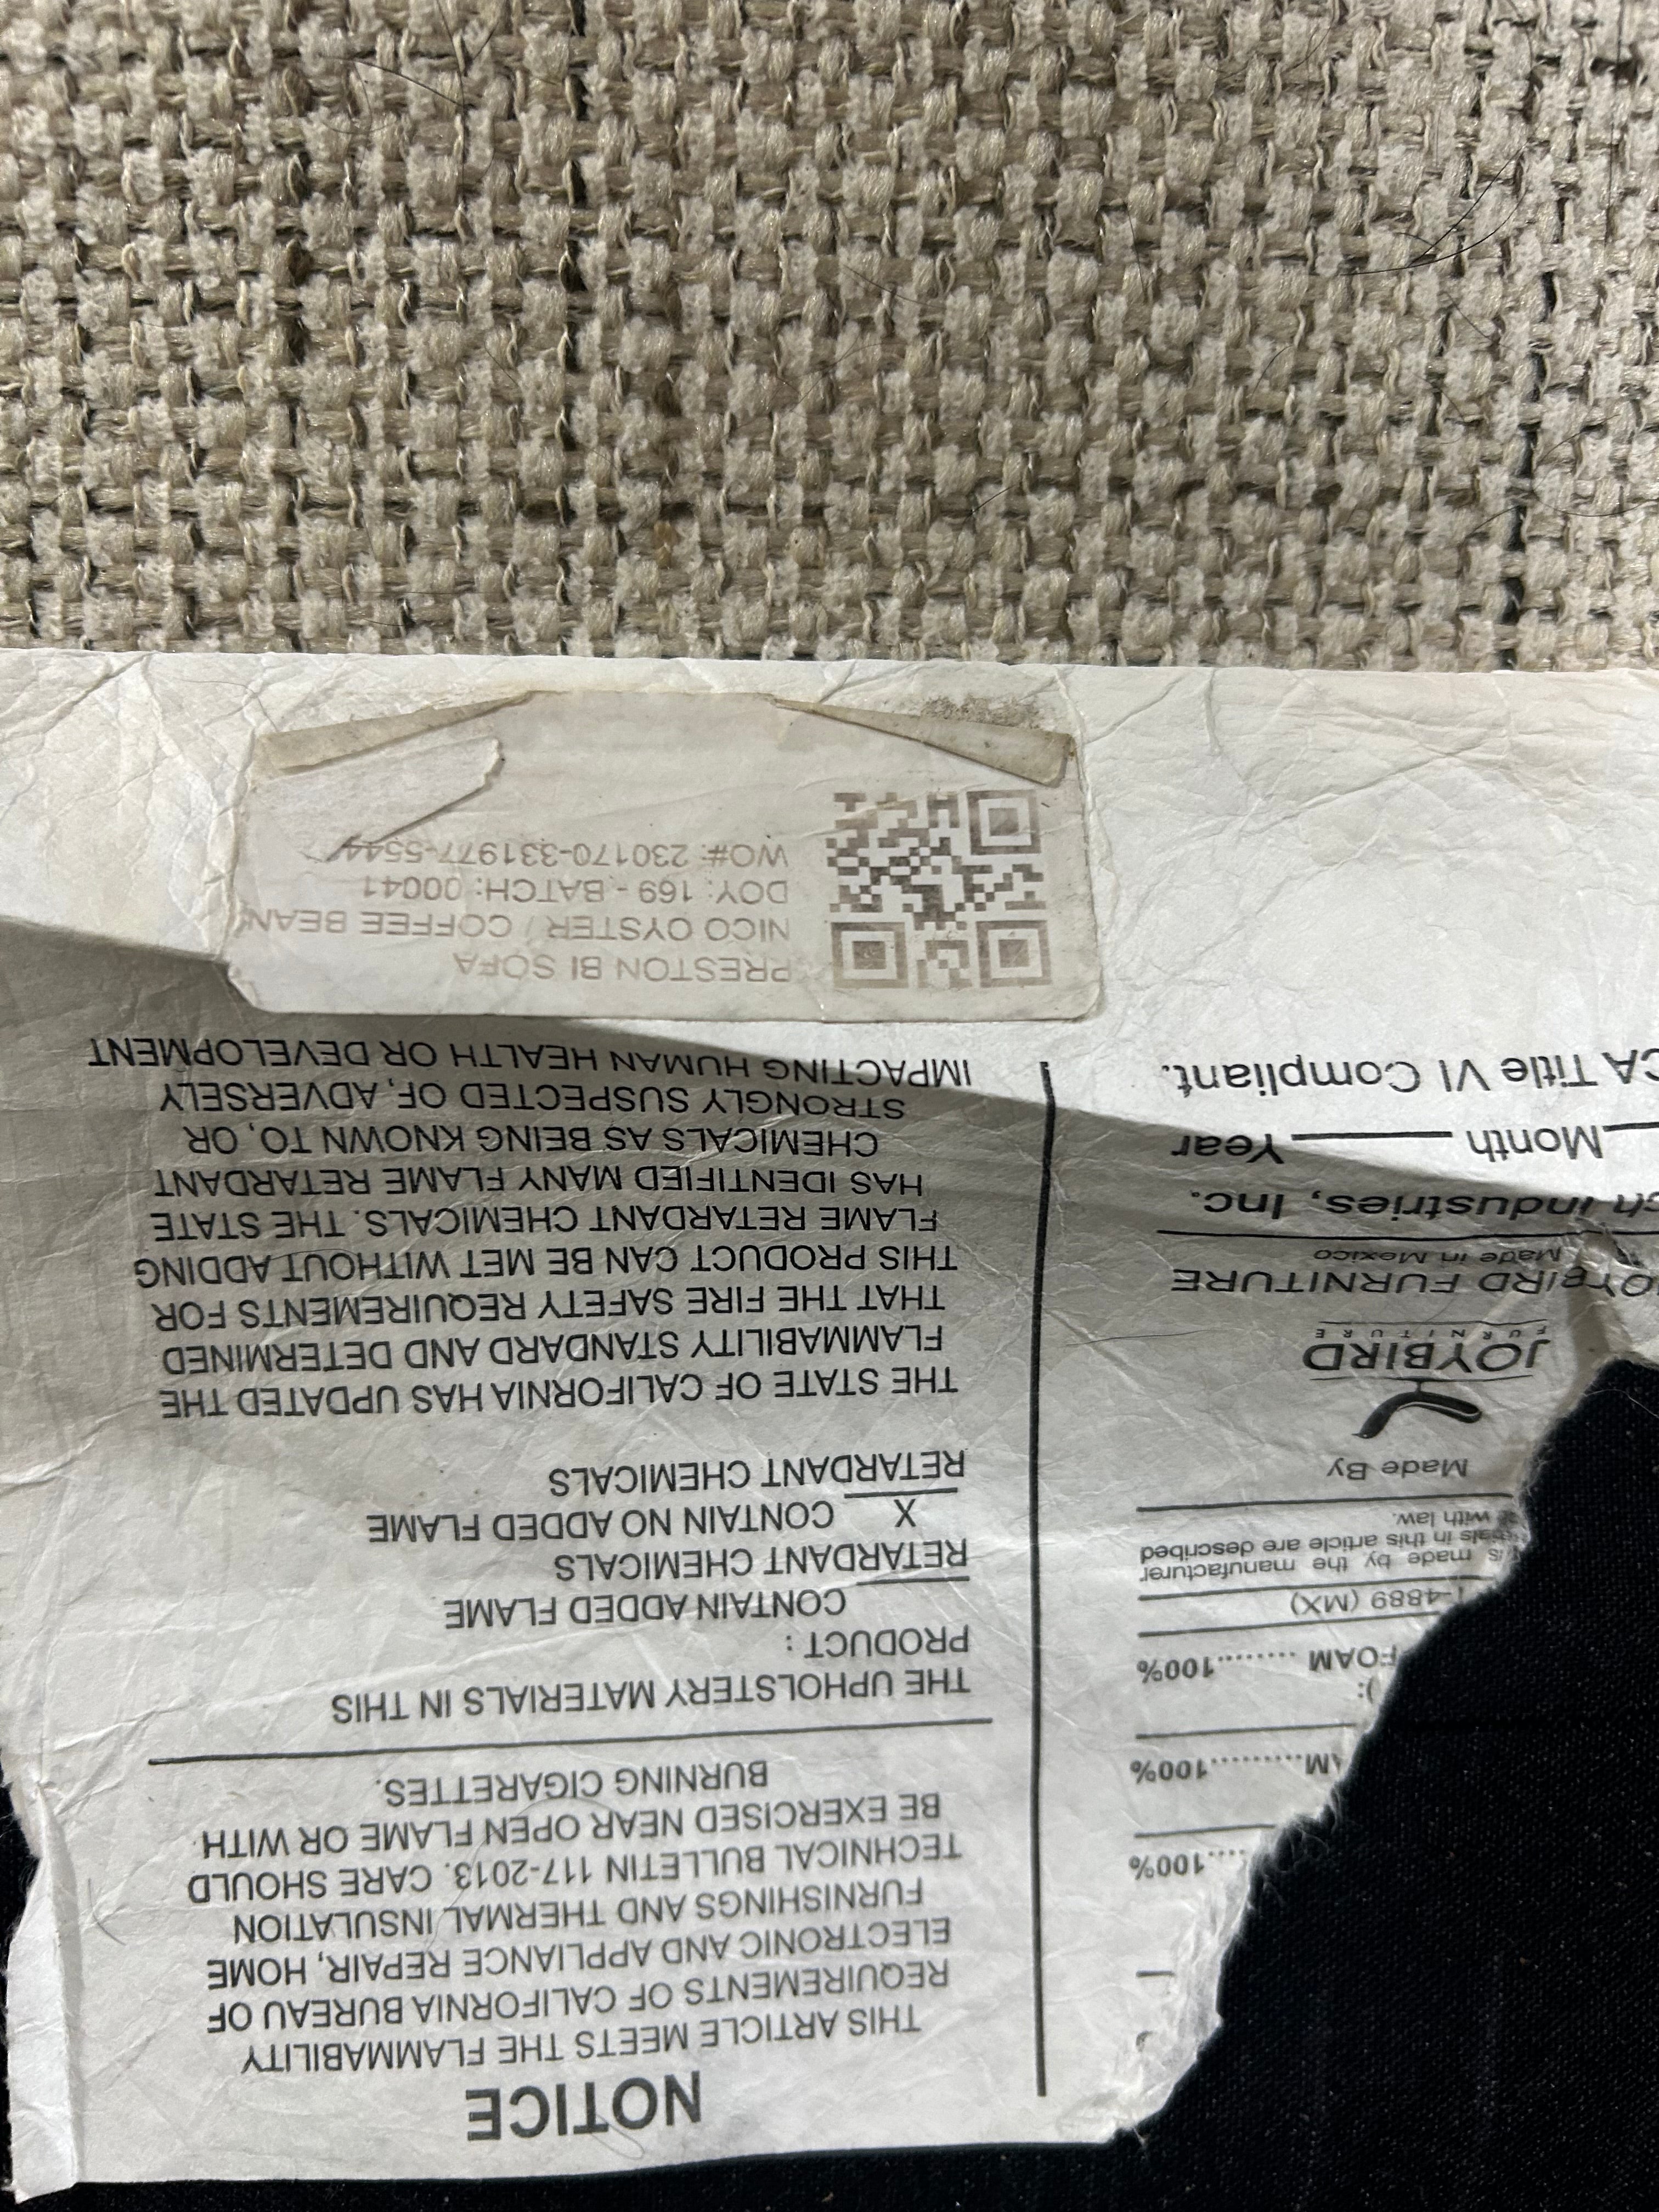 NOTICE
THIS ARTICLE MEETS THE FLAMMABILITY
REQUIREMENTS OF CALIFORNIA BUREAU OF
ELECTRONIC AND APPLIANCE REPAIR, HOME
FURNISHINGS AND THERMAL INSULATION
TECHNICAL BULLETIN 117-2013. CARE SHOULD
BE EXERCISED NEAR OPEN FLAME OR WITH
BURNING CIGARETTES.
THE UPHOLSTERY MATERIALS IN THIS
PRODUCT:
CONTAIN ADDED FLAME
RETARDANT CHEMICALS
X CONTAIN NO ADDED FLAME
RETARDANT CHEMICALS
THE STATE OF CALIFORNIA HAS UPDATED THE
FLAMMABILITY STANDARD AND DETERMINED
THAT THE FIRE SAFETY REQUIREMENTS FOR
THIS PRODUCT CAN BE MET WITHOUT ADDING
FLAME RETARDANT CHEMICALS. THE STATE
HAS IDENTIFIED MANY FLAME RETARDANT
CHEMICALS AS BEING KNOWN TO, OR
STRONGLY SUSPECTED OF, ADVERSELY
IMPACTING HUMAN HEALTH OR DEVELOPMENT
....100%
..........100%
):
FOAM ........100%
-4889 (MX)
is made by the manufacturer
in this article are described
with law.
Made By
JOYBIRD
FURNITURE
JOYBIRD FURNITURE
Made in Mexico
Industries, Inc.
Month Year
CA Title VI Compliant.
PRESTON BI SOFA
NICO OYSTER / COFFEE BEAN
DOY: 169 - BATCH: 00041
WO#: 230170-331977-554